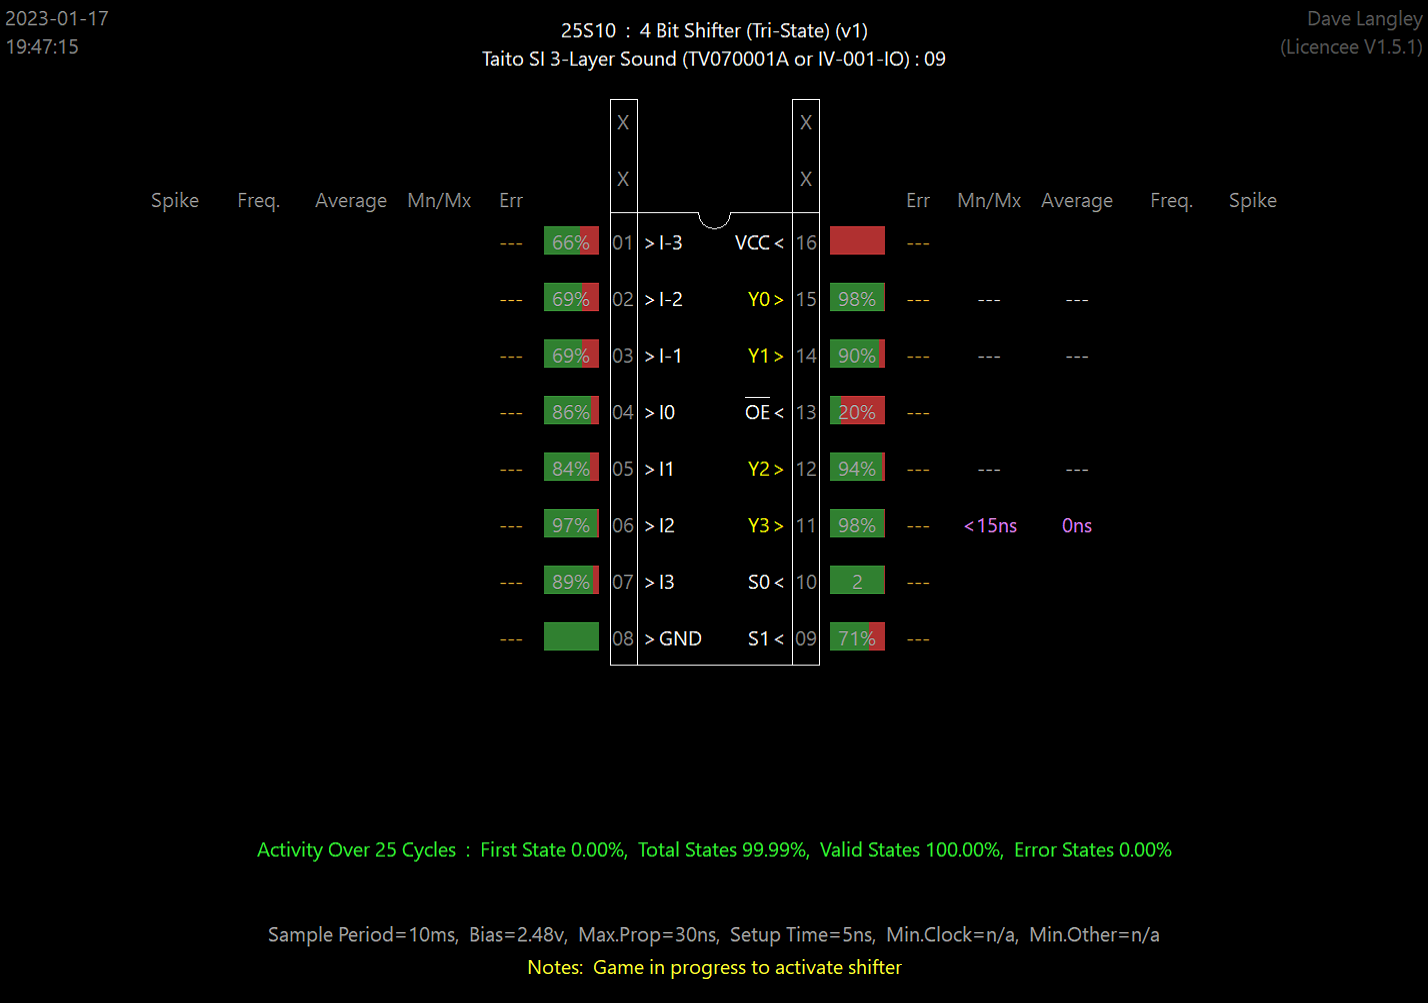 2023-01-17 25S10 : 4 Bit Shifter (Tri-State) (v1) Dave Langley
19:47:15 Taito SI 3-Layer Sound (TV070001A or IV-001-IO) : 09 (Licencee V1.5.1)
X X
X X
Spike Freq. Average Mn/Mx Err Err Mn/Mx Average Freq. Spike
--- 66% 01 > I-3 VCC < 16 ---
--- 69% 02 > I-2 Y0 > 15 98% --- --- ---
--- 69% 03 > I-1 Y1 > 14 90% --- --- ---
--- 86% 04 > I0 O̅E̅ < 13 20% ---
--- 84% 05 > I1 Y2 > 12 94% --- --- ---
--- 97% 06 > I2 Y3 > 11 98% --- <15ns 0ns
--- 89% 07 > I3 S0 < 10 2 ---
--- 08 > GND S1 < 09 71% ---
Activity Over 25 Cycles : First State 0.00%, Total States 99.99%, Valid States 100.00%, Error States 0.00%
Sample Period=10ms, Bias=2.48v, Max.Prop=30ns, Setup Time=5ns, Min.Clock=n/a, Min.Other=n/a
Notes: Game in progress to activate shifter